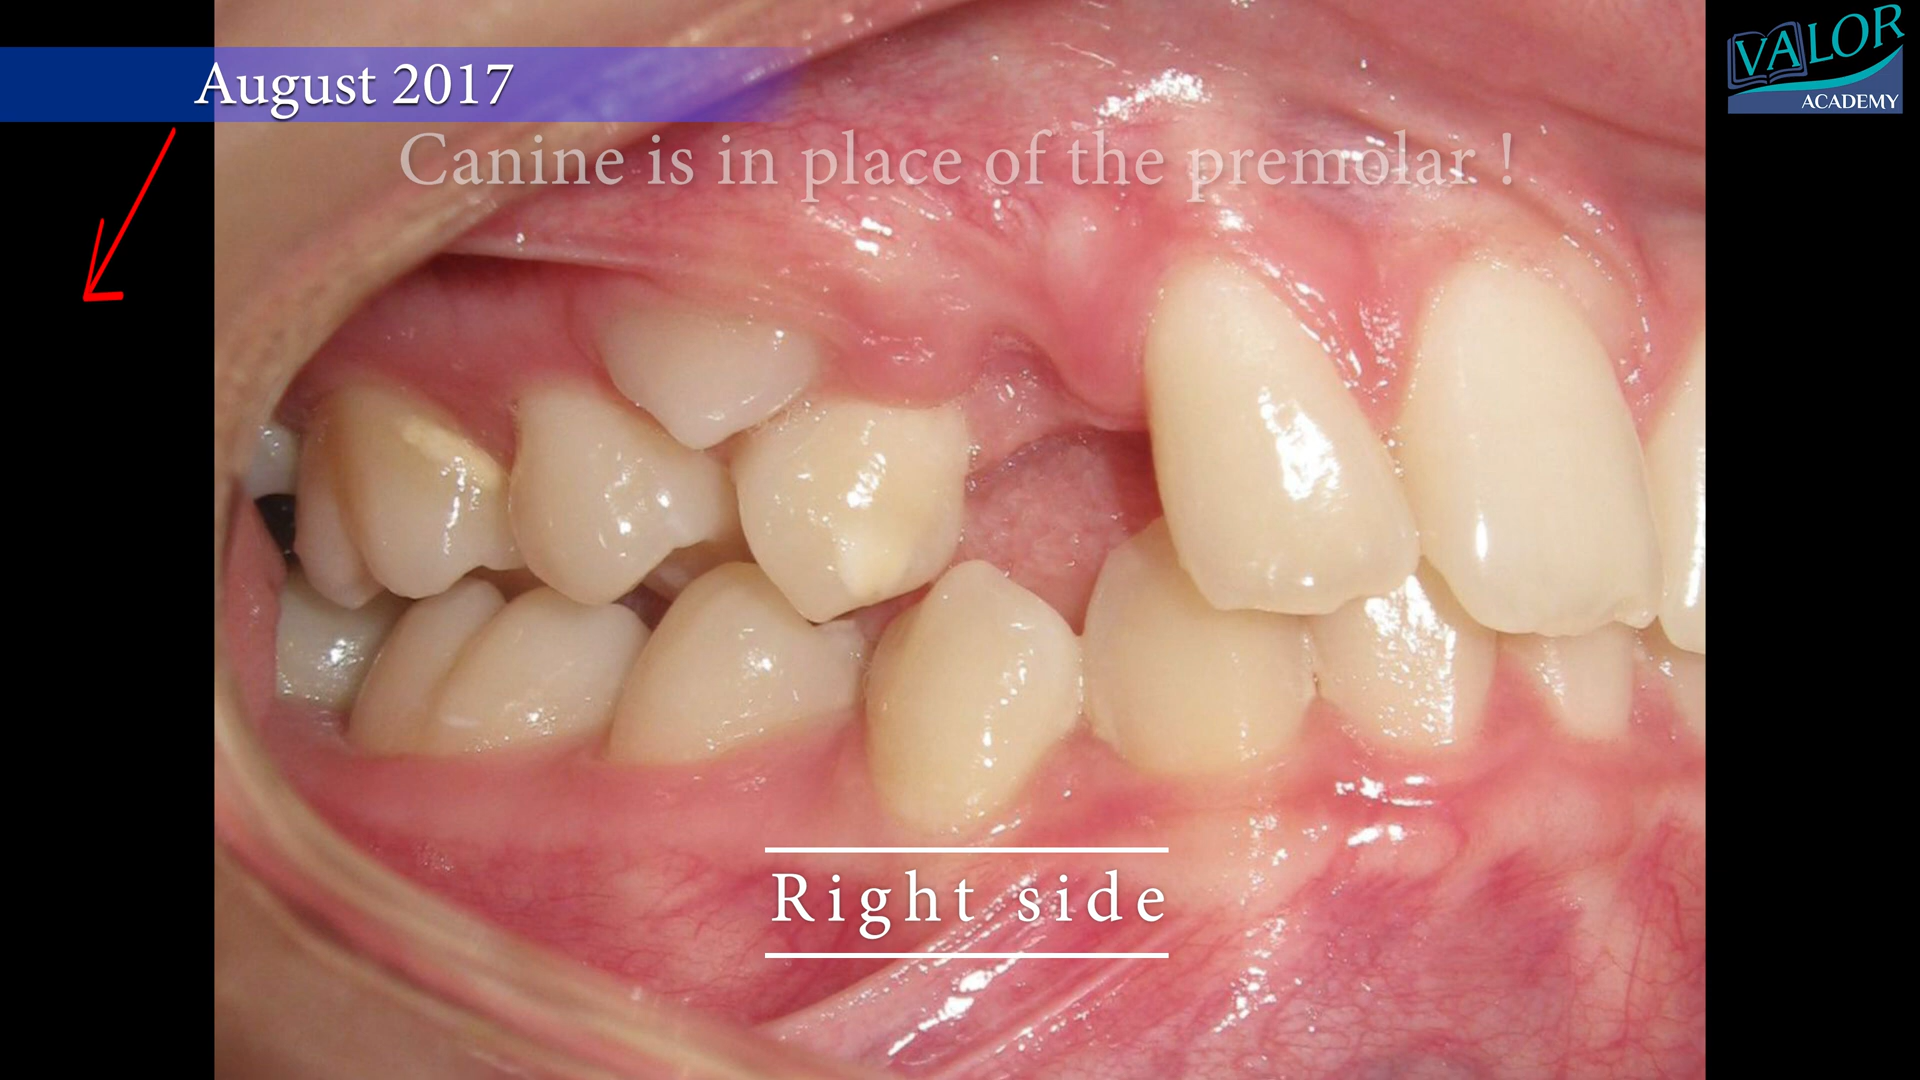 August 2017
VALOR
ACADEMY
Canine is in place of the premolar !
Right side